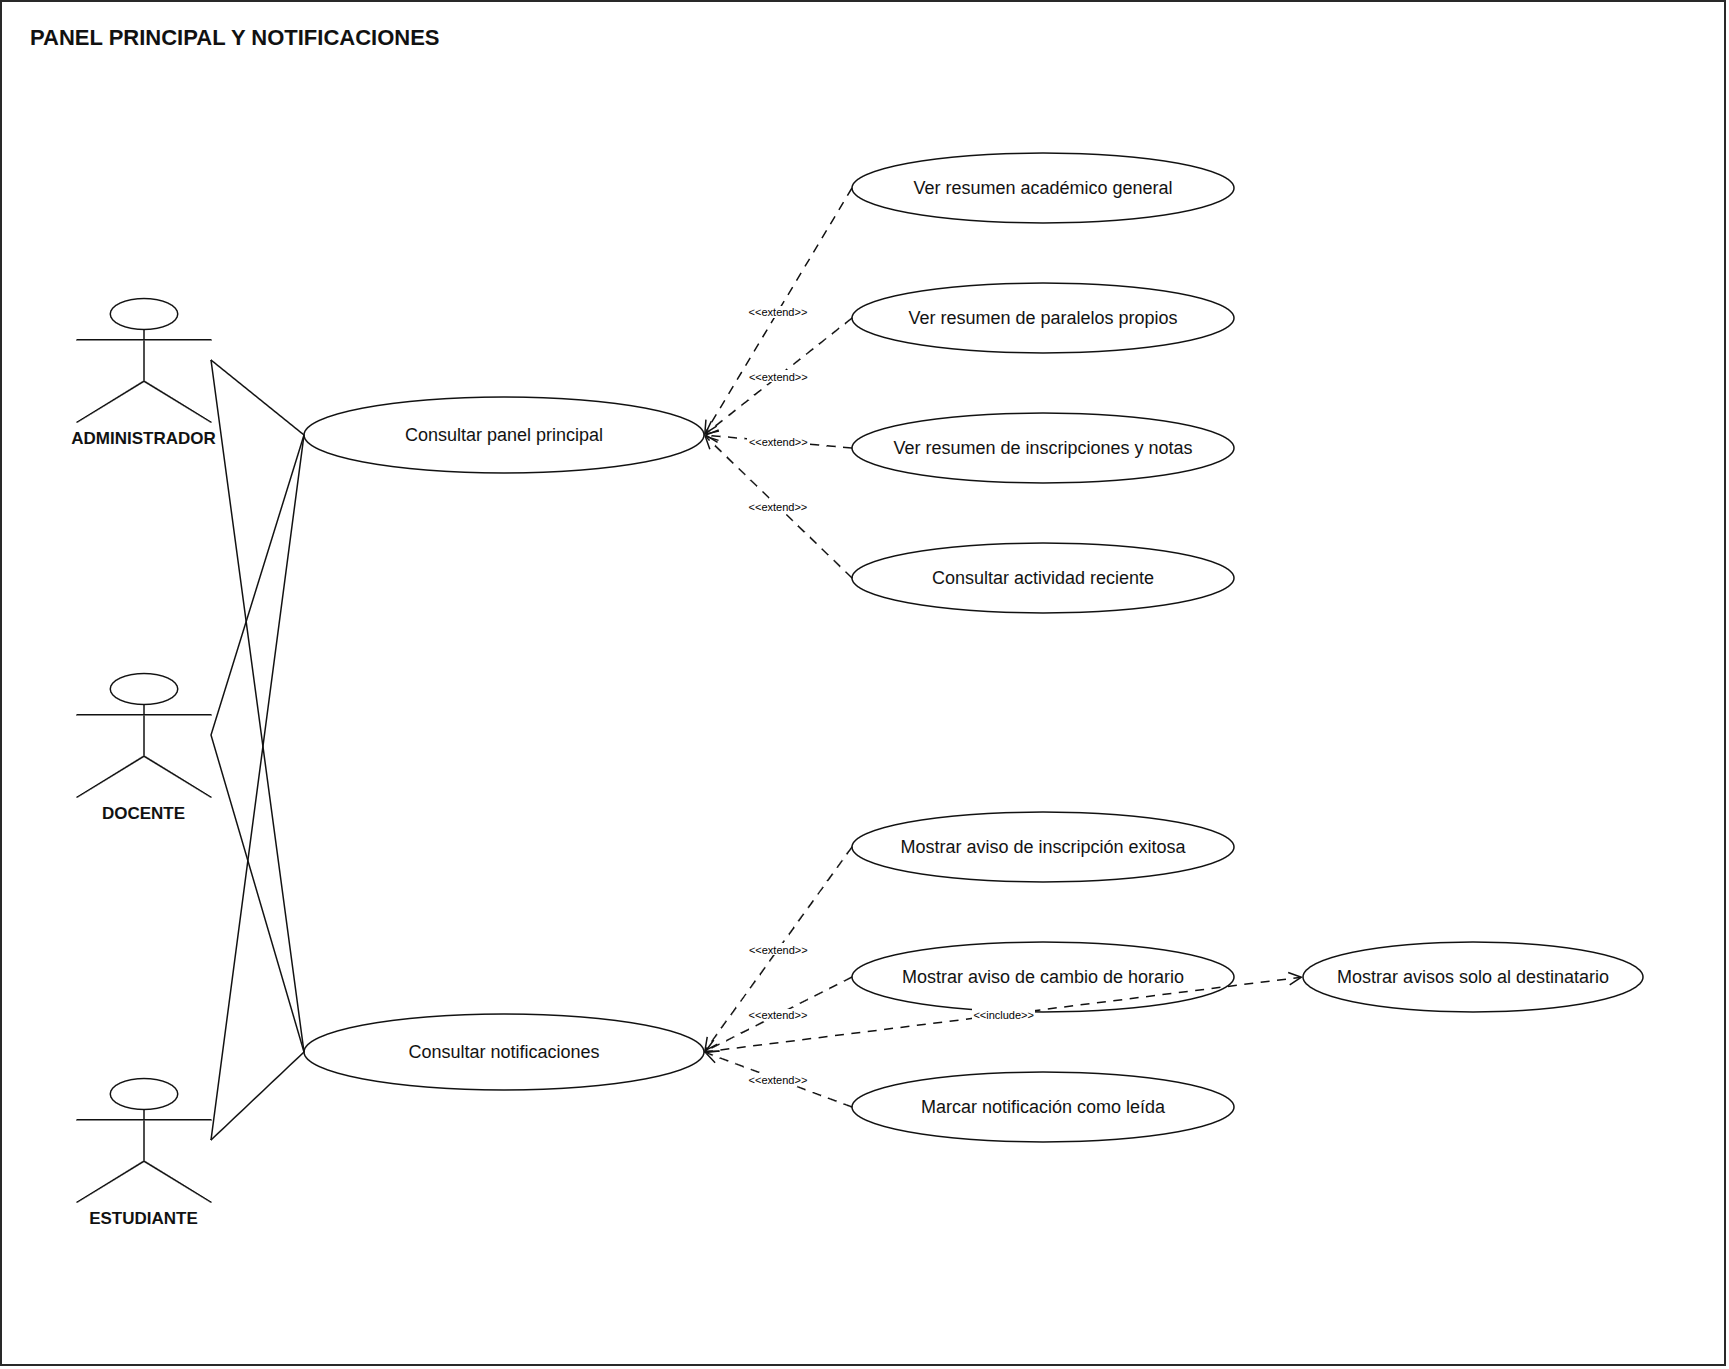 PANEL PRINCIPAL Y NOTIFICACIONES
Ver resumen académico general
<<extend>>
Ver resumen de paralelos propios
<<extend>>
ADMINISTRADOR
Consultar panel principal
<<extend>>
Ver resumen de inscripciones y notas
<<extend>>
Consultar actividad reciente
DOCENTE
Mostrar aviso de inscripción exitosa
<<extend>>
Mostrar aviso de cambio de horario
Mostrar avisos solo al destinatario
<<extend>>
<<include>>
Consultar notificaciones
<<extend>>
Marcar notificación como leída
ESTUDIANTE